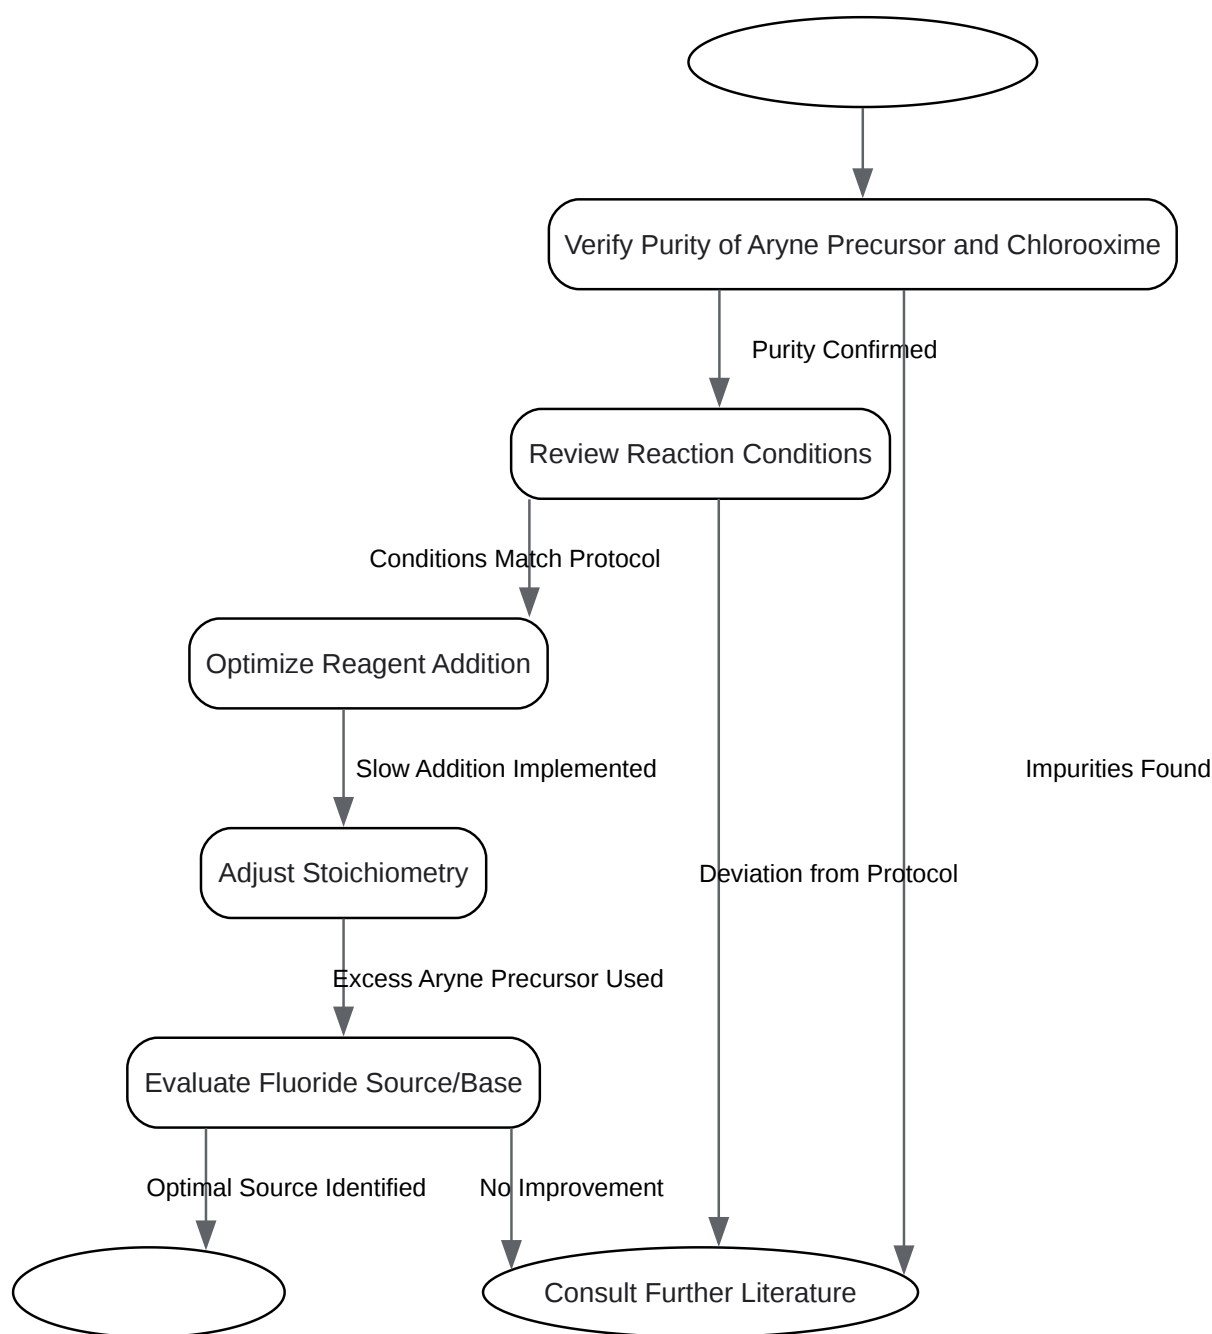 Verify Purity of Aryne Precursor and Chlorooxime
Purity Confirmed
Review Reaction Conditions
Conditions Match Protocol
Optimize Reagent Addition
Slow Addition Implemented
Impurities Found
Adjust Stoichiometry
Deviation from Protocol
Excess Aryne Precursor Used
Evaluate Fluoride Source/Base
Optimal Source Identified
No Improvement
Consult Further Literature